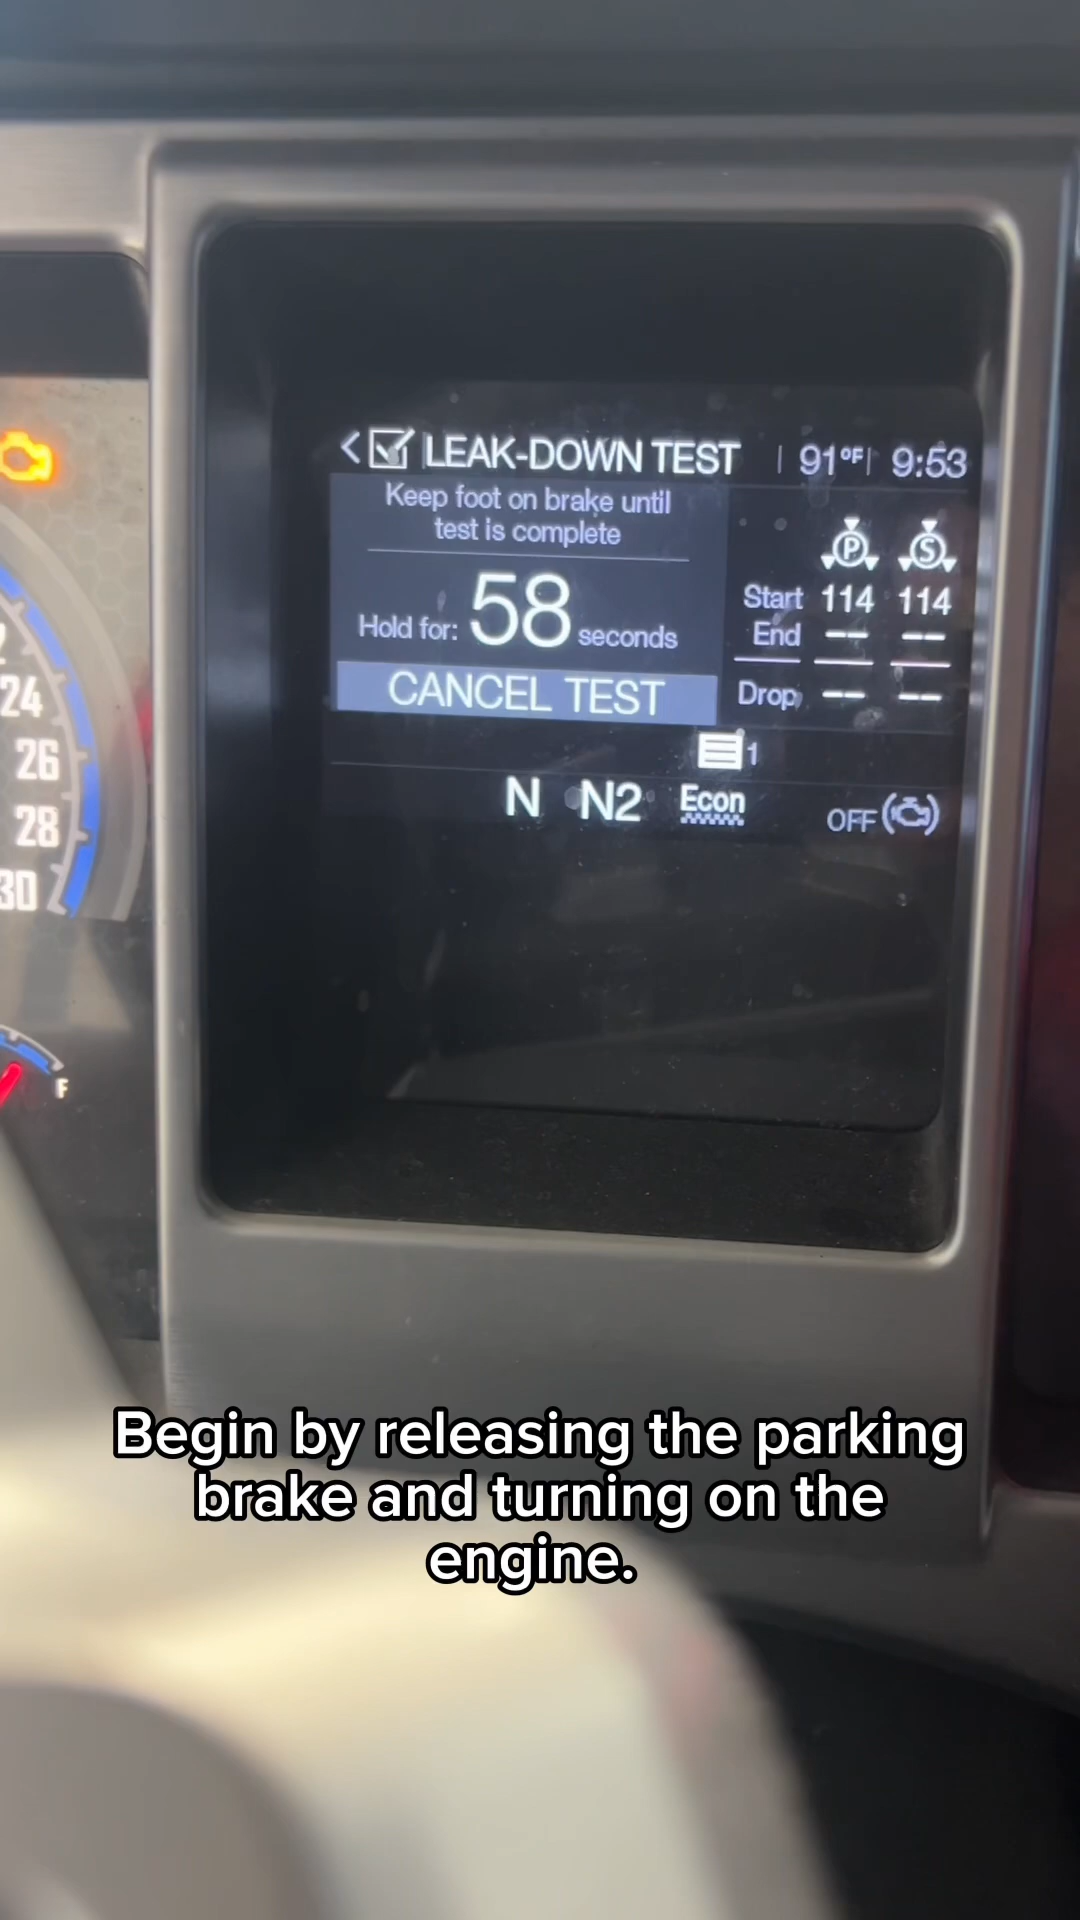 < LEAK-DOWN TEST | 91°F| 9:53
Keep foot on brake until
test is complete
Hold for: 58 seconds
CANCEL TEST
P S
Start 114 114
End -- --
Drop -- --
1
N N2 Econ OFF
24
26
28
30
F
Begin by releasing the parking
brake and turning on the
engine.